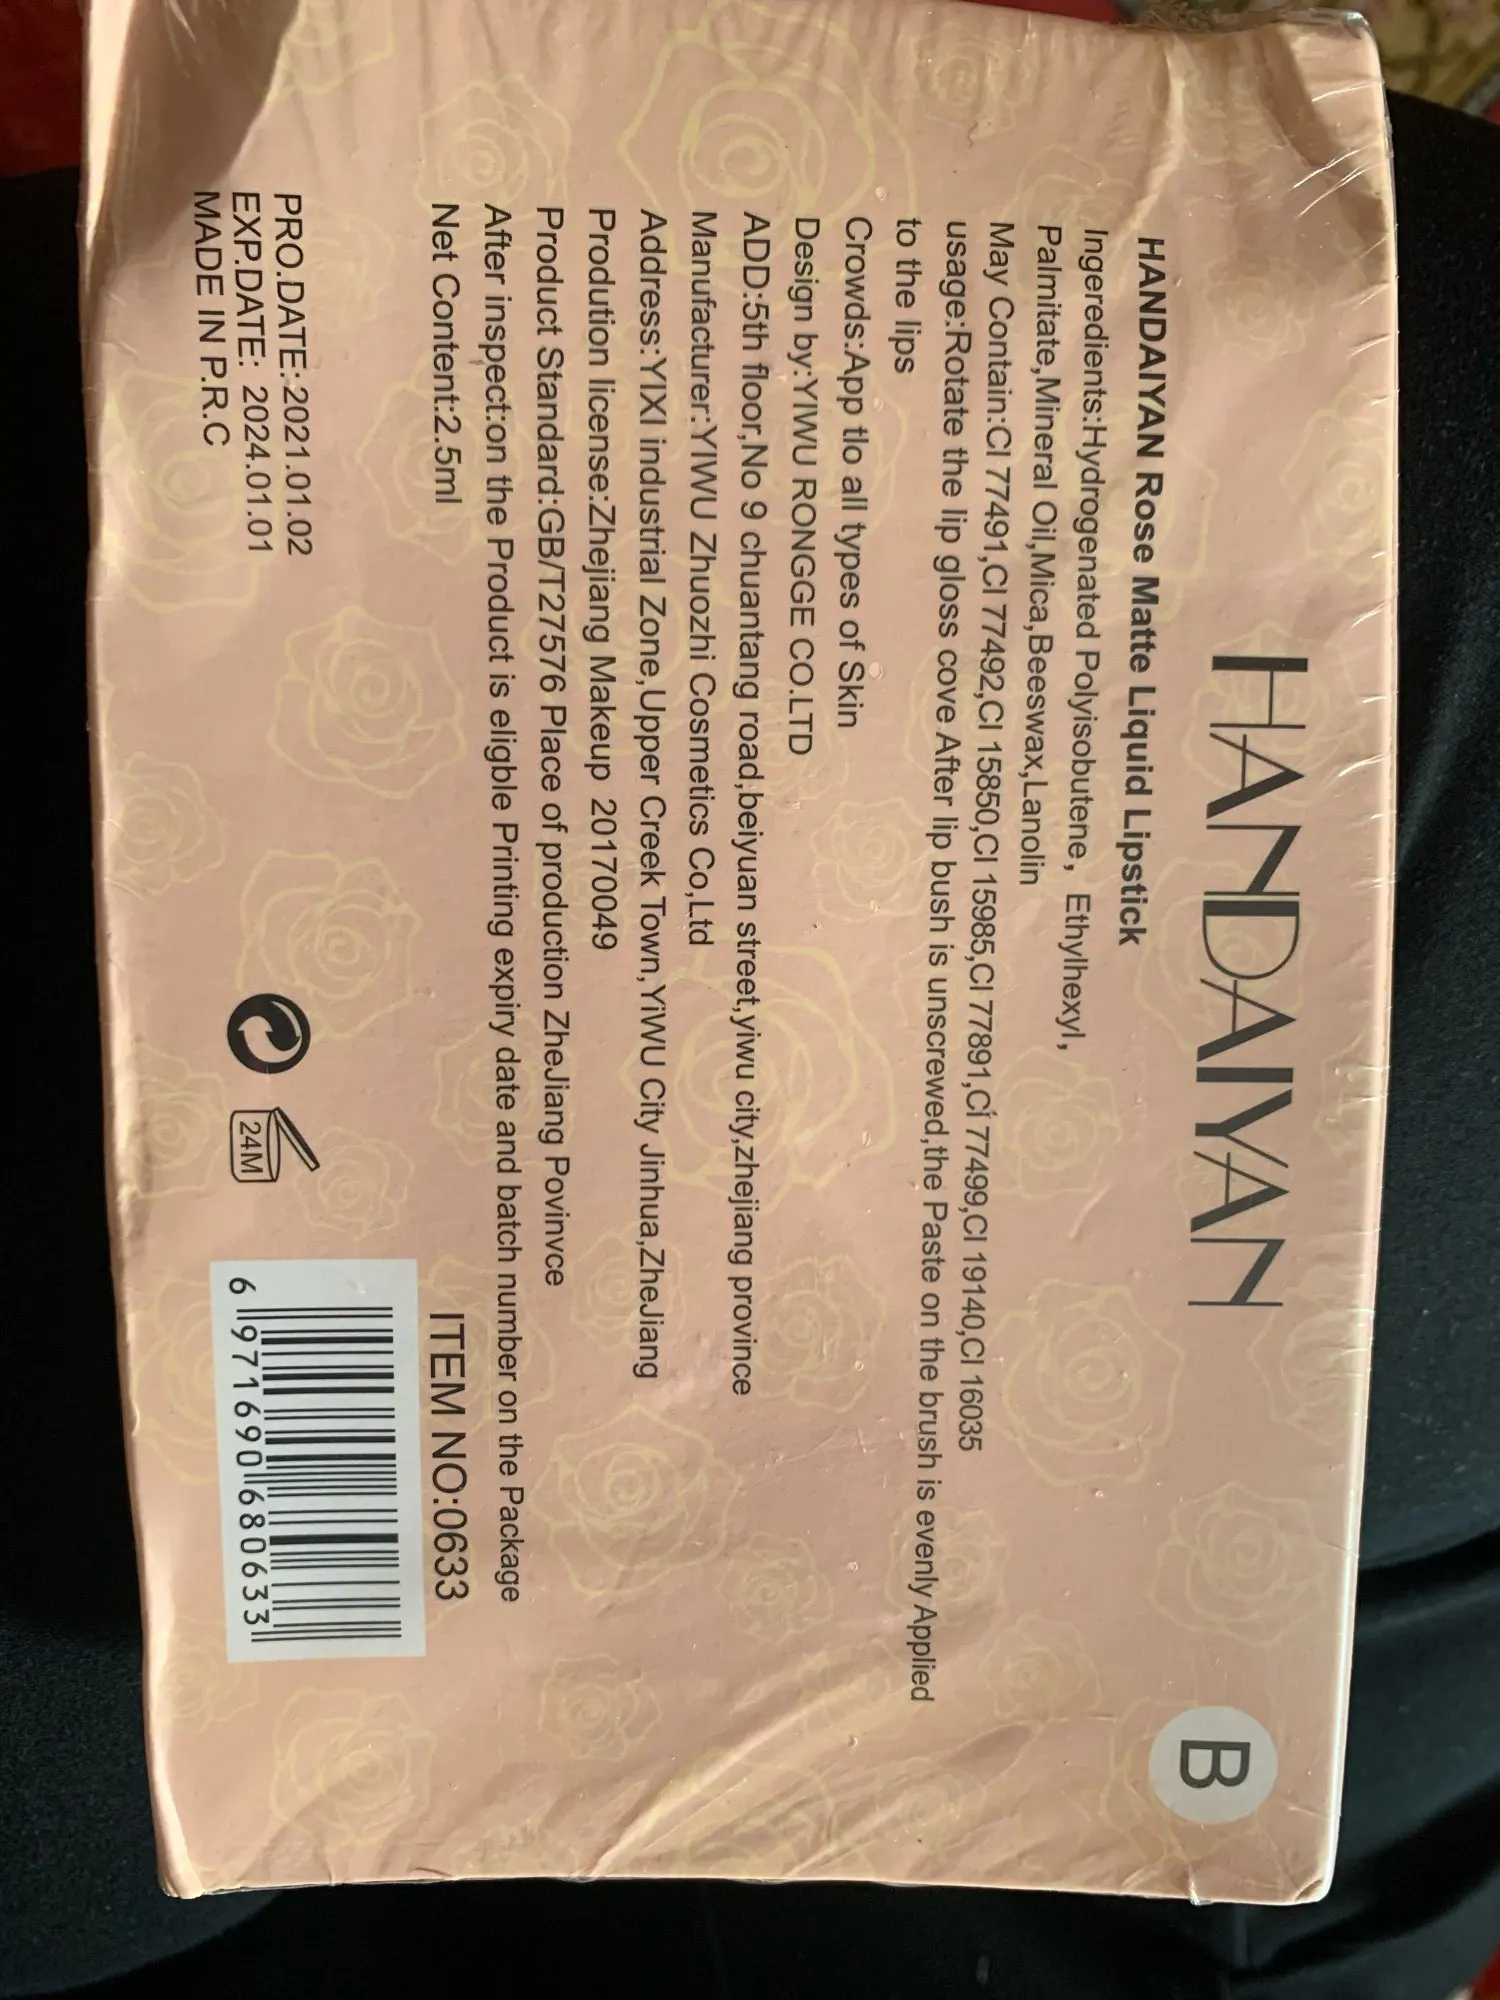 HANDAIYAN
B
HANDAIYAN Rose Matte Liquid Lipstick
Ingeredients:Hydrogenated Polyisobutene, Ethylhexyl,
Palmitate,Mineral Oil,Mica,Beeswax,Lanolin
May Contain:CI 77491,CI 77492,CI 15850,CI 15985,CI 77891,CI 77499,CI 19140,CI 16035
usage:Rotate the lip gloss cove After lip bush is unscrewed,the Paste on the brush is evenly Applied
to the lips
Crowds:App tlo all types of Skin
Design by:YIWU RONGGE CO.LTD
ADD:5th floor,No 9 chuantang road,beiyuan street,yiwu city,zhejiang province
Manufacturer:YIWU Zhuozhi Cosmetics Co,Ltd
Address:YIXI industrial Zone,Upper Creek Town,YiWU City Jinhua,ZheJiang
Prodution license:Zhejiang Makeup 20170049
Product Standard:GB/T27576 Place of production ZheJiang Povinvce
After inspect:on the Product is eligble Printing expiry date and batch number on the Package
Net Content:2.5ml
ITEM NO:0633
PRO.DATE:2021.01.02
EXP.DATE: 2024.01.01
MADE IN P.R.C
24M
6 971690 680633